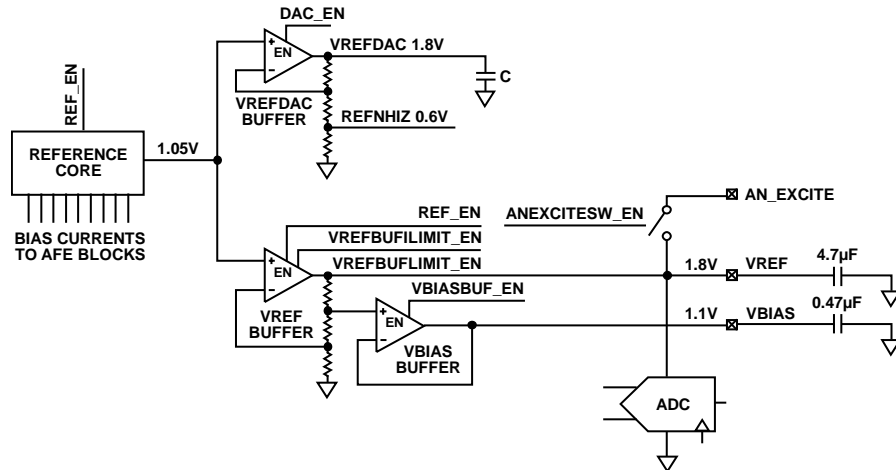 DAC_EN
EN
VREFDAC 1.8V
C
VREFDAC
BUFFER
REFNHIZ 0.6V
REF_EN
REFERENCE
CORE
1.05V
BIAS CURRENTS
TO AFE BLOCKS
REF_EN
VREFBUFILIMIT_EN
VREFBUFLIMIT_EN
EN
VREF
BUFFER
VBIASBUF_EN
EN
VBIAS
BUFFER
ANEXCITESW_EN
AN_EXCITE
1.8V
VREF
4.7µF
1.1V
VBIAS
0.47µF
ADC